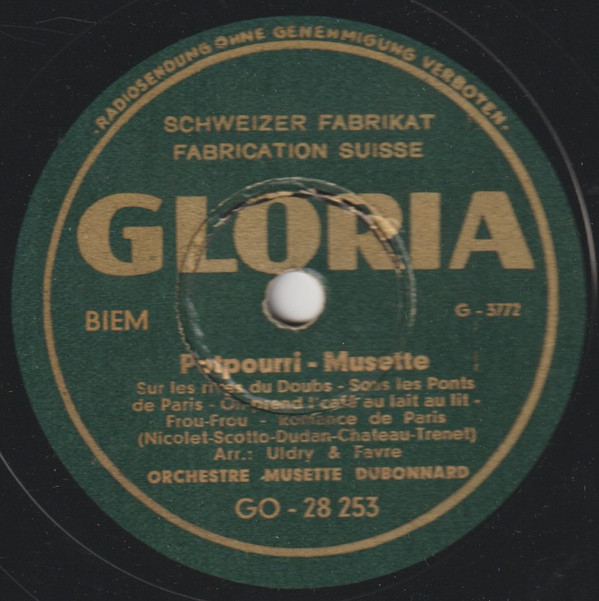 -RADIOSENDUNG OHNE GENEHMIGUNG VERBOTEN-
SCHWEIZER FABRIKAT
FABRICATION SUISSE
GLORIA
BIEM
G - 3772
Potpourri - Musette
Sur les rives du Doubs - Sous les Ponts
de Paris - On prend l'café au lait au lit -
Frou-Frou - Romance de Paris
(Nicolet-Scotto-Dudan-Chateau-Trenet)
Arr.: Uldry & Favre
ORCHESTRE MUSETTE DUBONNARD
GO - 28 253